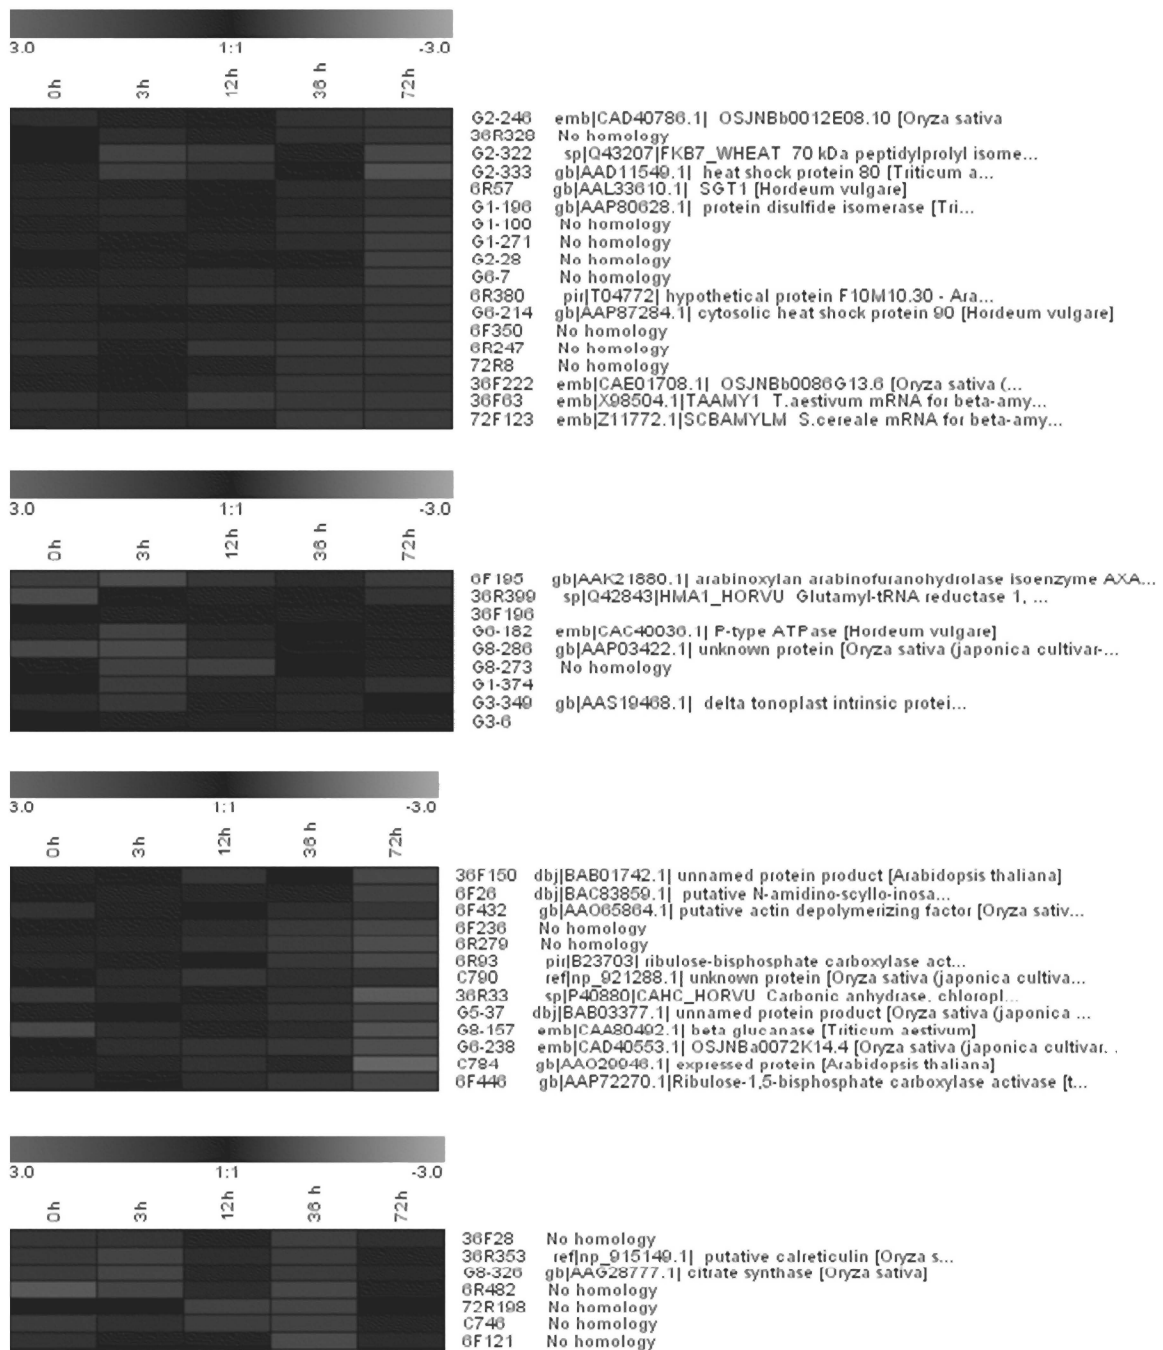 3.0 1:1 -3.0
0h 3h 12h 36 h 72h
G2-246 emb|CAD40786.1| OSJNBb0012E08.10 [Oryza sativa
36R328 No homology
G2-322 sp|Q43207|FKB7_WHEAT 70 kDa peptidylprolyl isome...
G2-333 gb|AAD11549.1| heat shock protein 80 [Triticum a...
6R57 gb|AAL33610.1| SGT1 [Hordeum vulgare]
G1-196 gb|AAP80628.1| protein disulfide isomerase [Tri...
G1-100 No homology
G1-271 No homology
G2-28 No homology
G6-7 No homology
6R380 pir|T04772| hypothetical protein F10M10.30 - Ara...
G6-214 gb|AAP87284.1| cytosolic heat shock protein 90 [Hordeum vulgare]
6F350 No homology
6R247 No homology
72R8 No homology
36F222 emb|CAE01708.1| OSJNBb0086G13.6 [Oryza sativa (...
36F63 emb|X98504.1|TAAMY1 T.aestivum mRNA for beta-amy...
72F123 emb|Z11772.1|SCBAMYLM S.cereale mRNA for beta-amy...
3.0 1:1 -3.0
0h 3h 12h 36 h 72h
6F195 gb|AAK21880.1| arabinoxylan arabinofuranohydrolase isoenzyme AXA...
36R399 sp|Q42843|HMA1_HORVU Glutamyl-tRNA reductase 1, ...
36F196
G6-182 emb|CAC40036.1| P-type ATPase [Hordeum vulgare]
G8-286 gb|AAP03422.1| unknown protein [Oryza sativa (japonica cultivar-...
G8-273 No homology
G1-374
G3-349 gb|AAS19468.1| delta tonoplast intrinsic protei...
G3-6
3.0 1:1 -3.0
0h 3h 12h 36 h 72h
36F150 dbj|BAB01742.1| unnamed protein product [Arabidopsis thaliana]
6F26 dbj|BAC83859.1| putative N-amidino-scyllo-inosa...
6F432 gb|AAO65864.1| putative actin depolymerizing factor [Oryza sativ...
6F236 No homology
6R279 No homology
6R93 pir|B23703| ribulose-bisphosphate carboxylase act...
C790 ref|np_921288.1| unknown protein [Oryza sativa (japonica cultiva...
36R33 sp|P40880|CAHC_HORVU Carbonic anhydrase, chloropl...
G5-37 dbj|BAB03377.1| unnamed protein product [Oryza sativa (japonica ...
G8-157 emb|CAA80492.1| beta glucanase [Triticum aestivum]
G6-238 emb|CAD40553.1| OSJNBa0072K14.4 [Oryza sativa (japonica cultivar. .
C784 gb|AAO29946.1| expressed protein [Arabidopsis thaliana]
6F446 gb|AAP72270.1|Ribulose-1,5-bisphosphate carboxylase activase [t...
3.0 1:1 -3.0
0h 3h 12h 36 h 72h
36F28 No homology
36R353 ref|np_915149.1| putative calreticulin [Oryza s...
G8-326 gb|AAG28777.1| citrate synthase [Oryza sativa]
6R482 No homology
72R198 No homology
C746 No homology
6F121 No homology